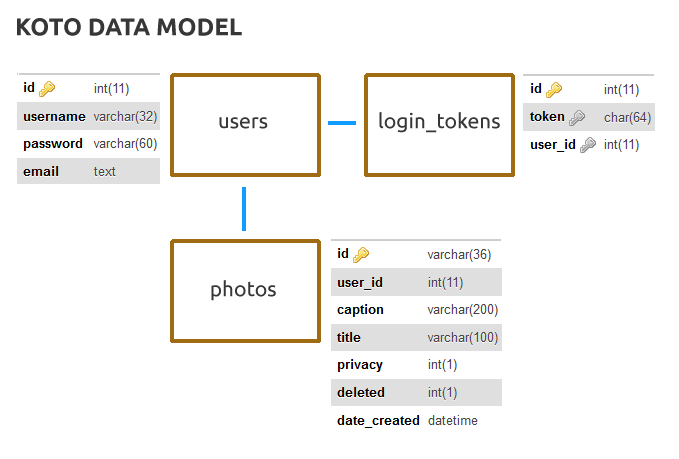 KOTO DATA MODEL
id int(11)
username varchar(32)
password varchar(60)
email text
users
login_tokens
id int(11)
token char(64)
user_id int(11)
photos
id varchar(36)
user_id int(11)
caption varchar(200)
title varchar(100)
privacy int(1)
deleted int(1)
date_created datetime